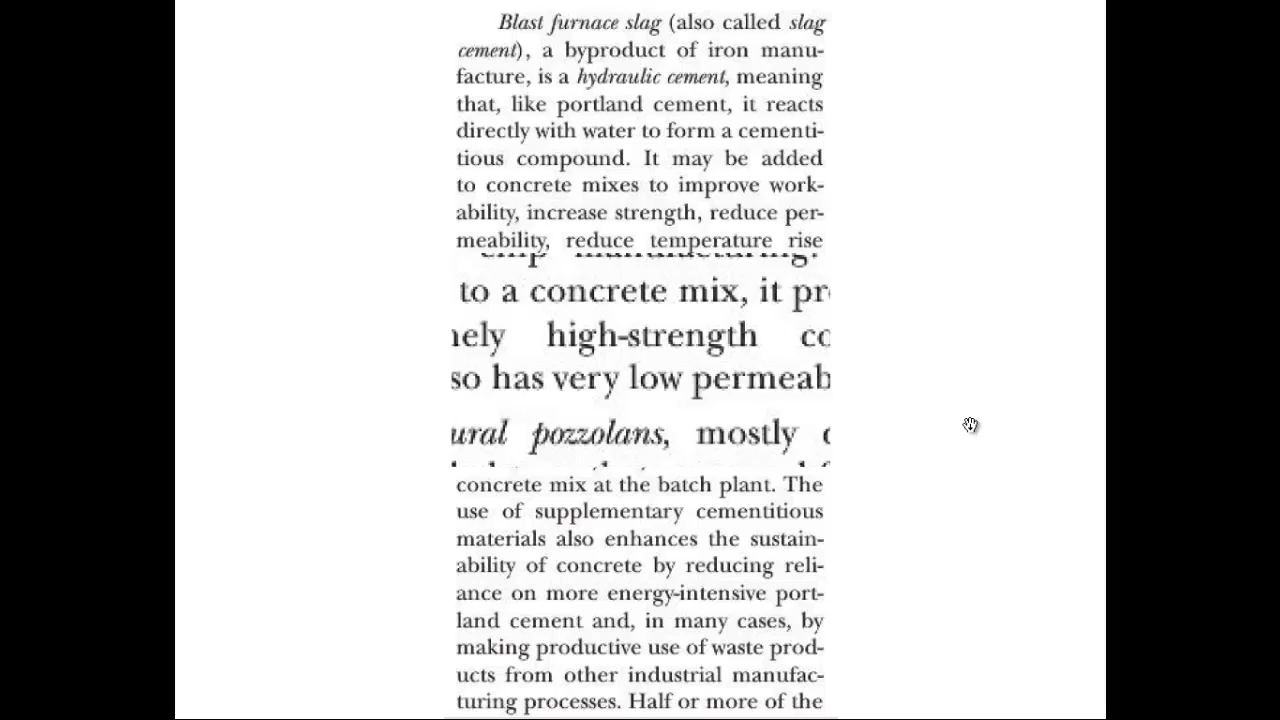 Blast furnace slag (also called slag
cement), a byproduct of iron manu-
facture, is a hydraulic cement, meaning
that, like portland cement, it reacts
directly with water to form a cementi-
tious compound. It may be added
to concrete mixes to improve work-
ability, increase strength, reduce per-
meability, reduce temperature rise
to a concrete mix, it
high-strength
has very low
pozzolans, mostly
concrete mix at the batch plant. The
use of supplementary cementitious
materials also enhances the sustain-
ability of concrete by reducing reli-
ance on more energy-intensive port-
land cement and, in many cases, by
making productive use of waste prod-
ucts from other industrial manufac-
turing processes. Half or more of the